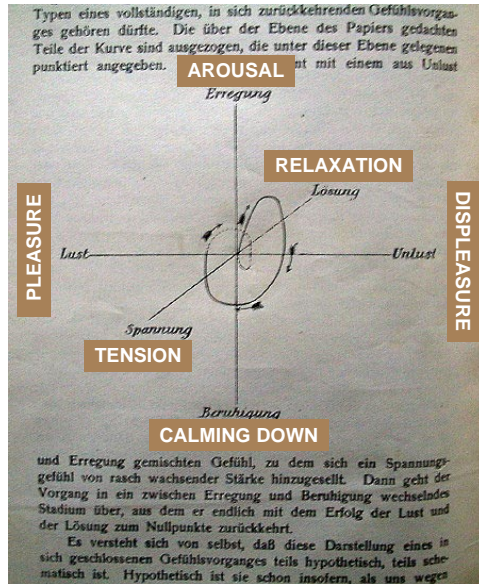 Typen eines vollständigen, in sich zurückkehrenden Gefühlsvorgan-
ges gehören dürfte. Die über der Ebene des Papiers gedachten
Teile der Kurve sind ausgezogen, die unter dieser Ebene gelegenen
punktiert angegeben. nt mit einem aus Unlust
AROUSAL
Erregung
RELAXATION
Lösung
PLEASURE
Lust
Unlust
DISPLEASURE
Spannung
TENSION
Beruhigung
CALMING DOWN
und Erregung gemischten Gefühl, zu dem sich ein Spannungs-
gefühl von rasch wachsender Stärke hinzugesellt. Dann geht der
Vorgang in ein zwischen Erregung und Beruhigung wechselndes
Stadium über, aus dem er endlich mit dem Erfolg der Lust und
der Lösung zum Nullpunkte zurückkehrt.
Es versteht sich von selbst, daß diese Darstellung eines in
sich geschlossenen Gefühlsvorganges teils hypothetisch, teils sche-
matisch ist. Hypothetisch ist sie schon insofern, als uns wegen